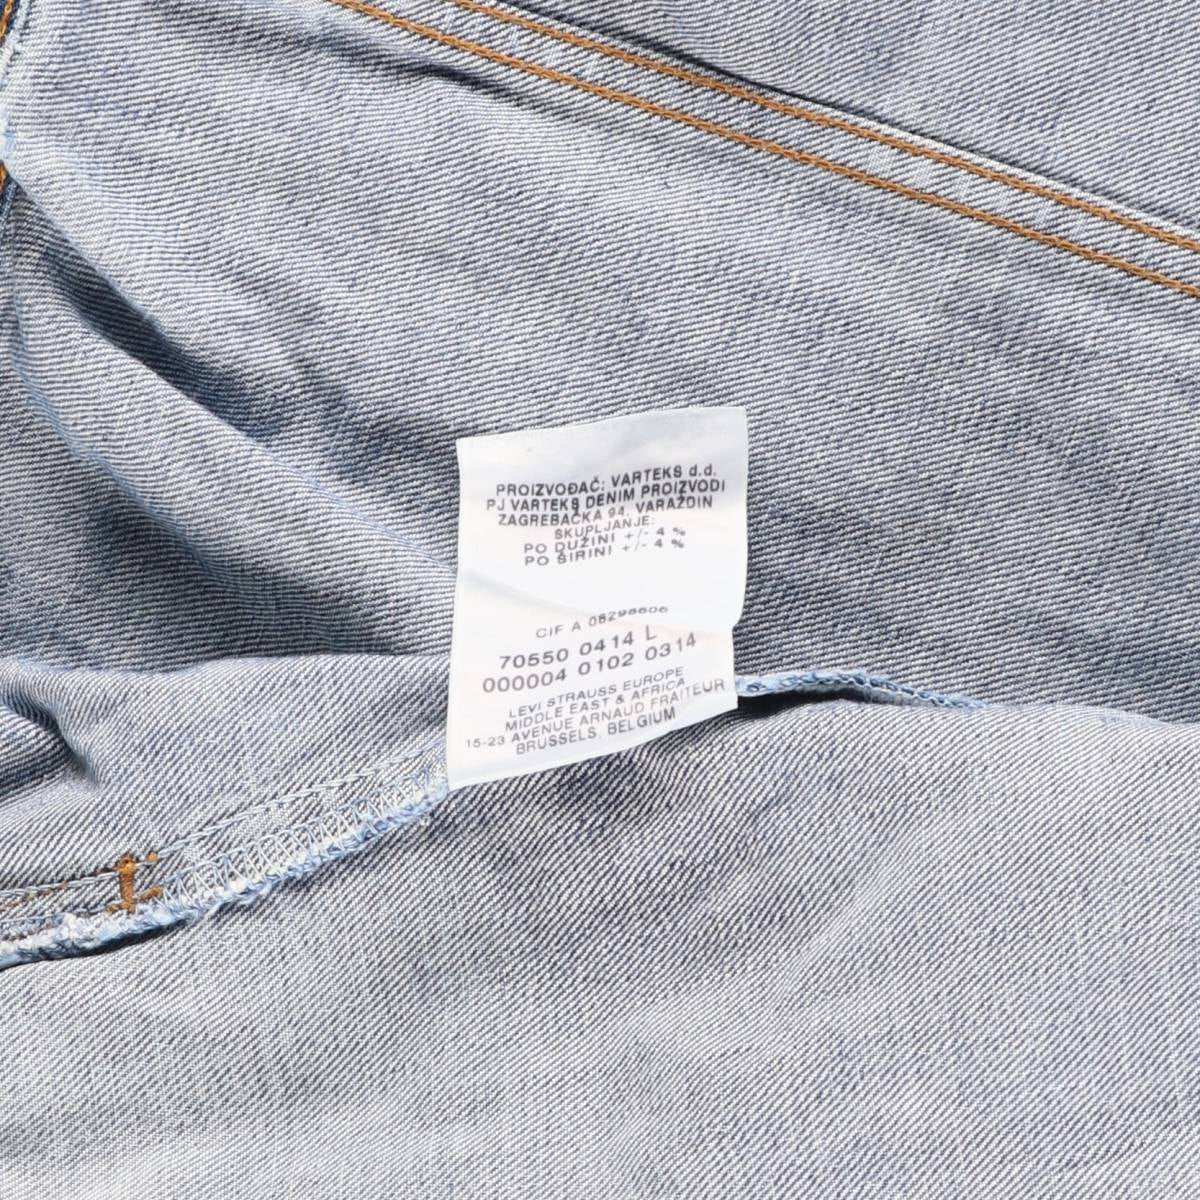 PROIZVOĐAČ: VARTEKS d.d.
PJ VARTEKS DENIM PROIZVODI
ZAGREBAČKA 94, VARAŽDIN
SKUPLJANJE:
PO DUŽINI +/- 4 %
PO ŠIRINI +/- 4 %
CIF A 08298606
70550 0414 L
000004 0102 0314
LEVI STRAUSS EUROPE
MIDDLE EAST & AFRICA
15-23 AVENUE ARNAUD FRAITEUR
BRUSSELS, BELGIUM